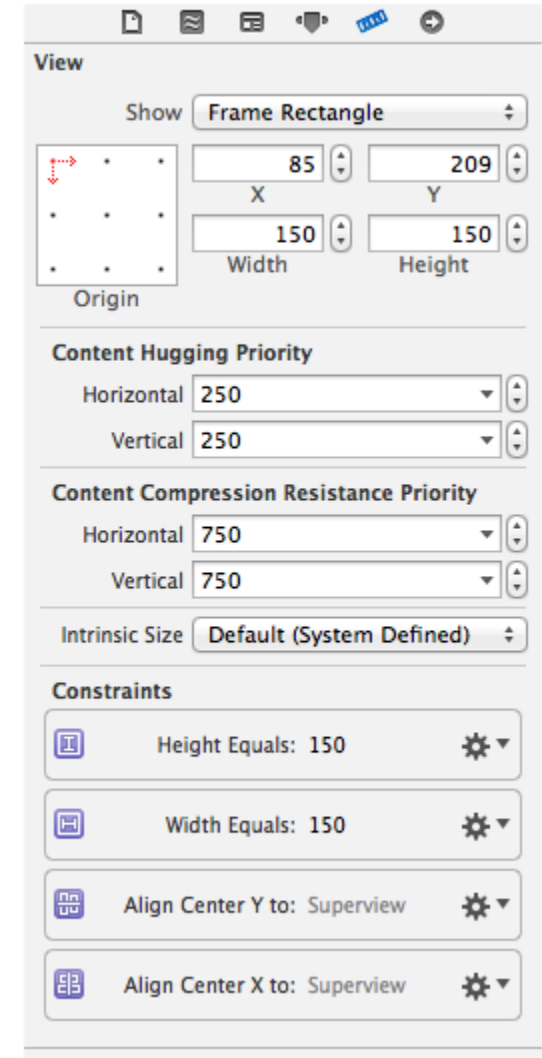 View
Show Frame Rectangle
85 209
X Y
150 150
Width Height
Origin
Content Hugging Priority
Horizontal 250
Vertical 250
Content Compression Resistance Priority
Horizontal 750
Vertical 750
Intrinsic Size Default (System Defined)
Constraints
Height Equals: 150
Width Equals: 150
Align Center Y to: Superview
Align Center X to: Superview